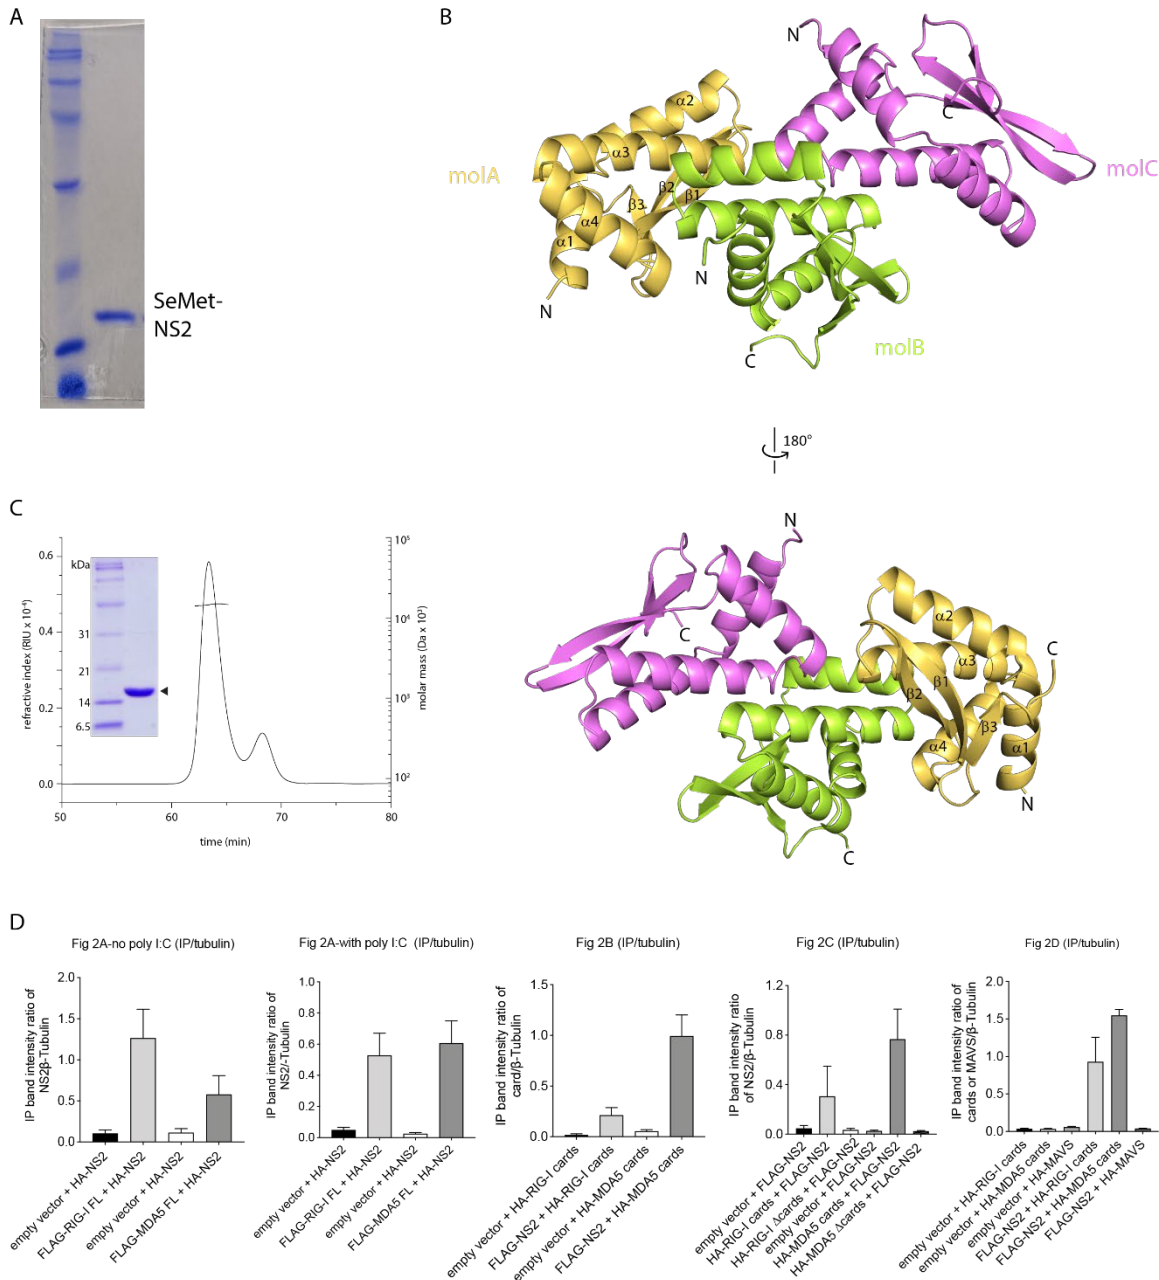 A
SeMet-
NS2
B
N
α2
C
α3
molA
molC
β2
β1
β3
α4
α1
N
N
molB
C
180°
C
0.6
0.4
0.2
0.0
refractive index (RIU x 10⁻⁴)
kDa
31
21
14
6.5
10⁵
10⁴
10³
10²
molar mass (Da x 10³)
50
60
70
80
time (min)
N
α2
C
α3
C
β1
β2
β3
α4
α1
N
C
D
Fig 2A-no poly I:C (IP/tubulin)
IP band intensity ratio of
NS2β-Tubulin
2.0
1.5
1.0
0.5
0.0
empty vector + HA-NS2
FLAG-RIG-I FL + HA-NS2
empty vector + HA-NS2
FLAG-MDA5 FL + HA-NS2
Fig 2A-with poly I:C (IP/tubulin)
IP band intensity ratio of
NS2/-Tubulin
1.0
0.8
0.6
0.4
0.2
0.0
empty vector + HA-NS2
FLAG-RIG-I FL + HA-NS2
empty vector + HA-NS2
FLAG-MDA5 FL + HA-NS2
Fig 2B (IP/tubulin)
IP band intensity ratio of
card/β-Tubulin
1.5
1.0
0.5
0.0
empty vector + HA-RIG-I cards
FLAG-NS2 + HA-RIG-I cards
empty vector + HA-MDA5 cards
FLAG-NS2 + HA-MDA5 cards
Fig 2C (IP/tubulin)
IP band intensity ratio
of NS2/β-Tubulin
1.2
0.8
0.4
0.0
empty vector + FLAG-NS2
HA-RIG-I cards + FLAG-NS2
HA-RIG-I Δcards + FLAG-NS2
empty vector + FLAG-NS2
HA-MDA5 cards + FLAG-NS2
HA-MDA5 Δcards + FLAG-NS2
Fig 2D (IP/tubulin)
IP band intensity ratio of
cards or MAVS/β-Tubulin
2.0
1.5
1.0
0.5
0.0
empty vector + HA-RIG-I cards
empty vector + HA-MDA5 cards
empty vector + HA-MAVS
FLAG-NS2 + HA-RIG-I cards
FLAG-NS2 + HA-MDA5 cards
FLAG-NS2 + HA-MAVS